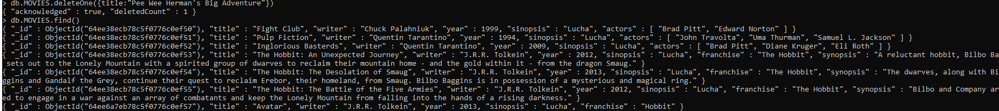 > db.MOVIES.deleteOne({title:"Pee Wee Herman's Big Adventure"})
{ "acknowledged" : true, "deletedCount" : 1 }
> db.MOVIES.find()
{ "_id" : ObjectId("64ee38ecb78c5f0776c0ef50"), "title" : "Fight Club", "writer" : "Chuck Palahniuk", "year" : 1999, "sinopsis" : "Lucha", "actors" : [ "Brad Pitt", "Edward Norton" ] }
{ "_id" : ObjectId("64ee38ecb78c5f0776c0ef51"), "title" : "Pulp Fiction", "writer" : "Quentin Tarantino", "year" : 1994, "sinopsis" : "Lucha", "actors" : [ "John Travolta", "Uma Thurman", "Samuel L. Jackson" ] }
{ "_id" : ObjectId("64ee38ecb78c5f0776c0ef52"), "title" : "Inglorious Basterds", "writer" : "Quentin Tarantino", "year" : 2009, "sinopsis" : "Lucha", "actors" : [ "Brad Pitt", "Diane Kruger", "Eli Roth" ] }
{ "_id" : ObjectId("64ee38ecb78c5f0776c0ef53"), "title" : "The Hobbit: An Unexpected Journey", "writer" : "J.R.R. Tolkein", "year" : 2012, "sinopsis" : "Lucha", "franchise" : "The Hobbit", "synopsis" : "A reluctant hobbit, Bilbo Ba
sets out to the Lonely Mountain with a spirited group of dwarves to reclaim their mountain home - and the gold within it - from the dragon Smaug." }
{ "_id" : ObjectId("64ee38ecb78c5f0776c0ef54"), "title" : "The Hobbit: The Desolation of Smaug", "writer" : "J.R.R. Tolkein", "year" : 2013, "sinopsis" : "Lucha", "franchise" : "The Hobbit", "synopsis" : "The dwarves, along with Bi
ggins and Gandalf the Grey, continue their quest to reclaim Erebor, their homeland, from Smaug. Bilbo Baggins is in possession of a mysterious and magical ring." }
{ "_id" : ObjectId("64ee38ecb78c5f0776c0ef55"), "title" : "The Hobbit: The Battle of the Five Armies", "writer" : "J.R.R. Tolkein", "year" : 2012, "sinopsis" : "Lucha", "franchise" : "The Hobbit", "synopsis" : "Bilbo and Company ar
ed to engage in a war against an array of combatants and keep the Lonely Mountain from falling into the hands of a rising darkness." }
{ "_id" : ObjectId("64ee6a7eb78c5f0776c0ef57"), "title" : "Avatar", "writer" : "J.R.R. Tolkein", "year" : 2013, "sinopsis" : "Lucha", "franchise" : "Hobbit" }